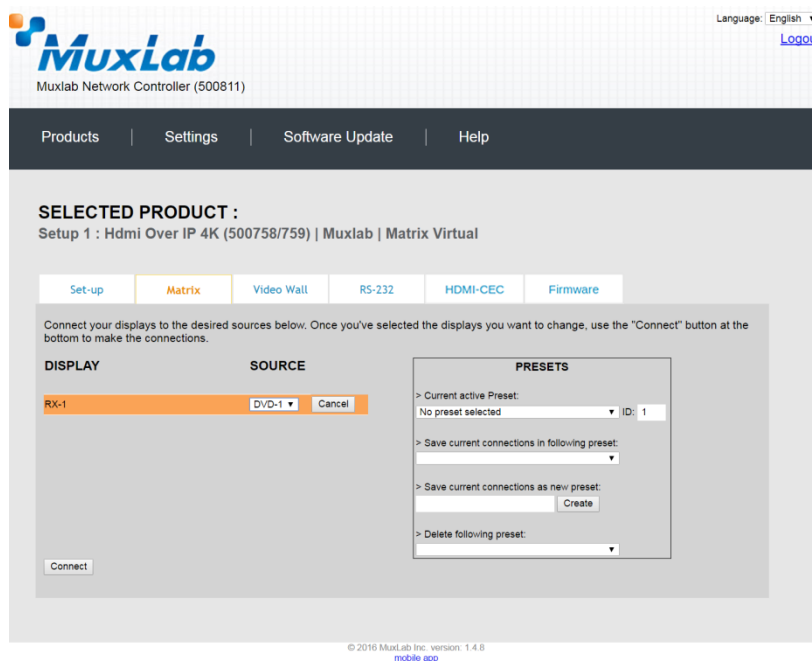 Language: English
Logou
MuxLab
Muxlab Network Controller (500811)
Products | Settings | Software Update | Help
SELECTED PRODUCT :
Setup 1 : Hdmi Over IP 4K (500758/759) | Muxlab | Matrix Virtual
Set-up Matrix Video Wall RS-232 HDMI-CEC Firmware
Connect your displays to the desired sources below. Once you've selected the displays you want to change, use the "Connect" button at the
bottom to make the connections.
DISPLAY SOURCE
RX-1 DVD-1 Cancel
PRESETS
> Current active Preset:
No preset selected ID: 1
> Save current connections in following preset:
> Save current connections as new preset:
Create
> Delete following preset:
Connect
© 2016 MuxLab Inc. version: 1.4.8
mobile app